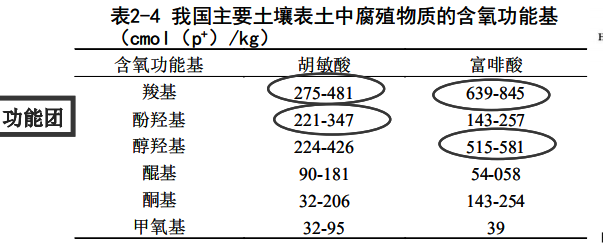 表2-4 我国主要土壤表土中腐殖物质的含氧功能基
（cmol（p⁺）/kg）
含氧功能基 胡敏酸 富啡酸
羧基 275-481 639-845
功能团
酚羟基 221-347 143-257
醇羟基 224-426 515-581
醌基 90-181 54-058
酮基 32-206 143-254
甲氧基 32-95 39